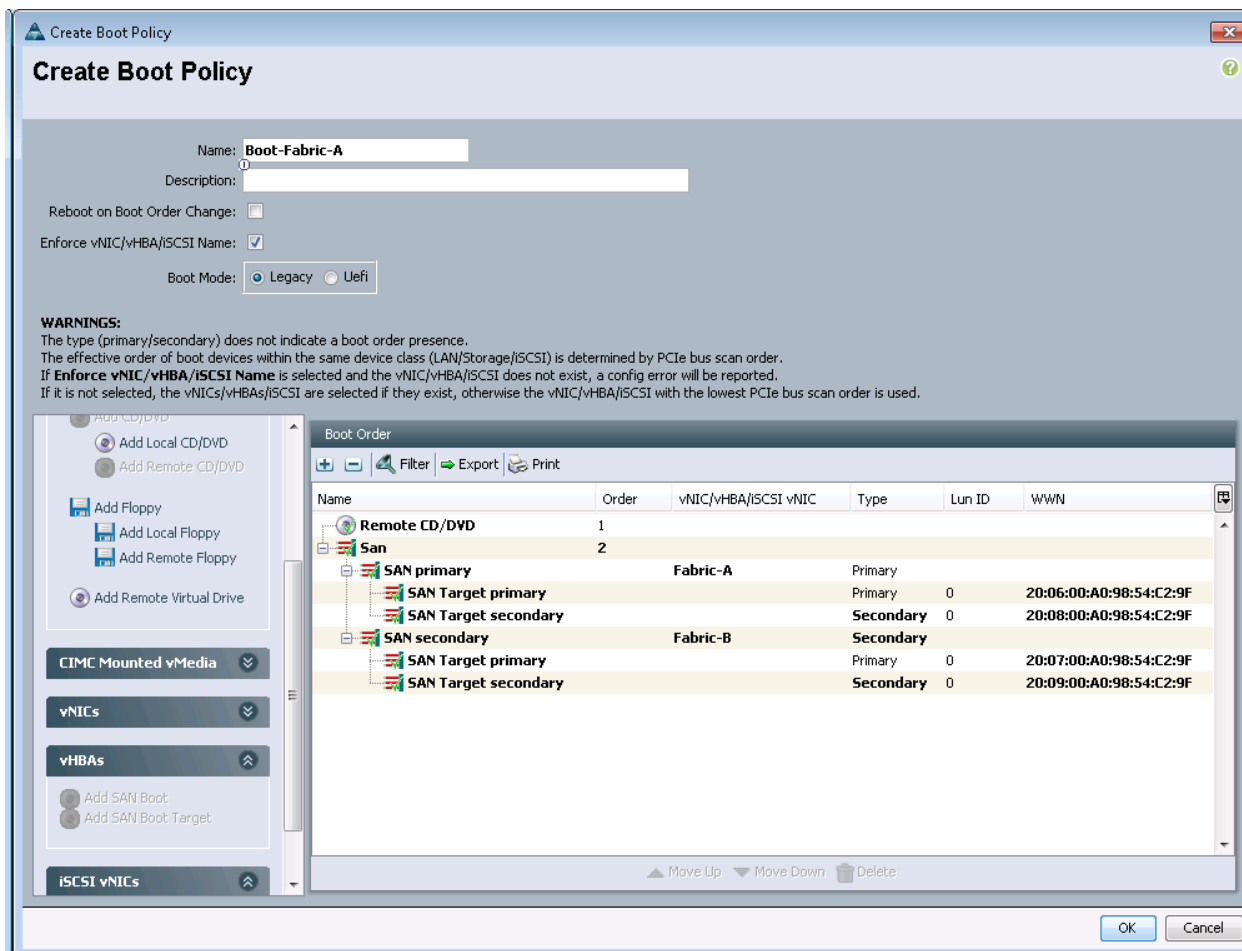 Create Boot Policy
Create Boot Policy
Name: Boot-Fabric-A
Description:
Reboot on Boot Order Change:
Enforce vNIC/vHBA/iSCSI Name:
Boot Mode: Legacy Uefi
WARNINGS:
The type (primary/secondary) does not indicate a boot order presence.
The effective order of boot devices within the same device class (LAN/Storage/iSCSI) is determined by PCIe bus scan order.
If Enforce vNIC/vHBA/iSCSI Name is selected and the vNIC/vHBA/iSCSI does not exist, a config error will be reported.
If it is not selected, the vNICs/vHBAs/iSCSI are selected if they exist, otherwise the vNIC/vHBA/iSCSI with the lowest PCIe bus scan order is used.
Add CD/DVD
Add Local CD/DVD
Add Remote CD/DVD
Add Floppy
Add Local Floppy
Add Remote Floppy
Add Remote Virtual Drive
CIMC Mounted vMedia
vNICs
vHBAs
Add SAN Boot
Add SAN Boot Target
iSCSI vNICs
Boot Order
Filter Export Print
Name Order vNIC/vHBA/iSCSI vNIC Type Lun ID WWN
Remote CD/DVD 1
San 2
SAN primary Fabric-A Primary
SAN Target primary Primary 0 20:06:00:A0:98:54:C2:9F
SAN Target secondary Secondary 0 20:08:00:A0:98:54:C2:9F
SAN secondary Fabric-B Secondary
SAN Target primary Primary 0 20:07:00:A0:98:54:C2:9F
SAN Target secondary Secondary 0 20:09:00:A0:98:54:C2:9F
Move Up Move Down Delete
OK Cancel